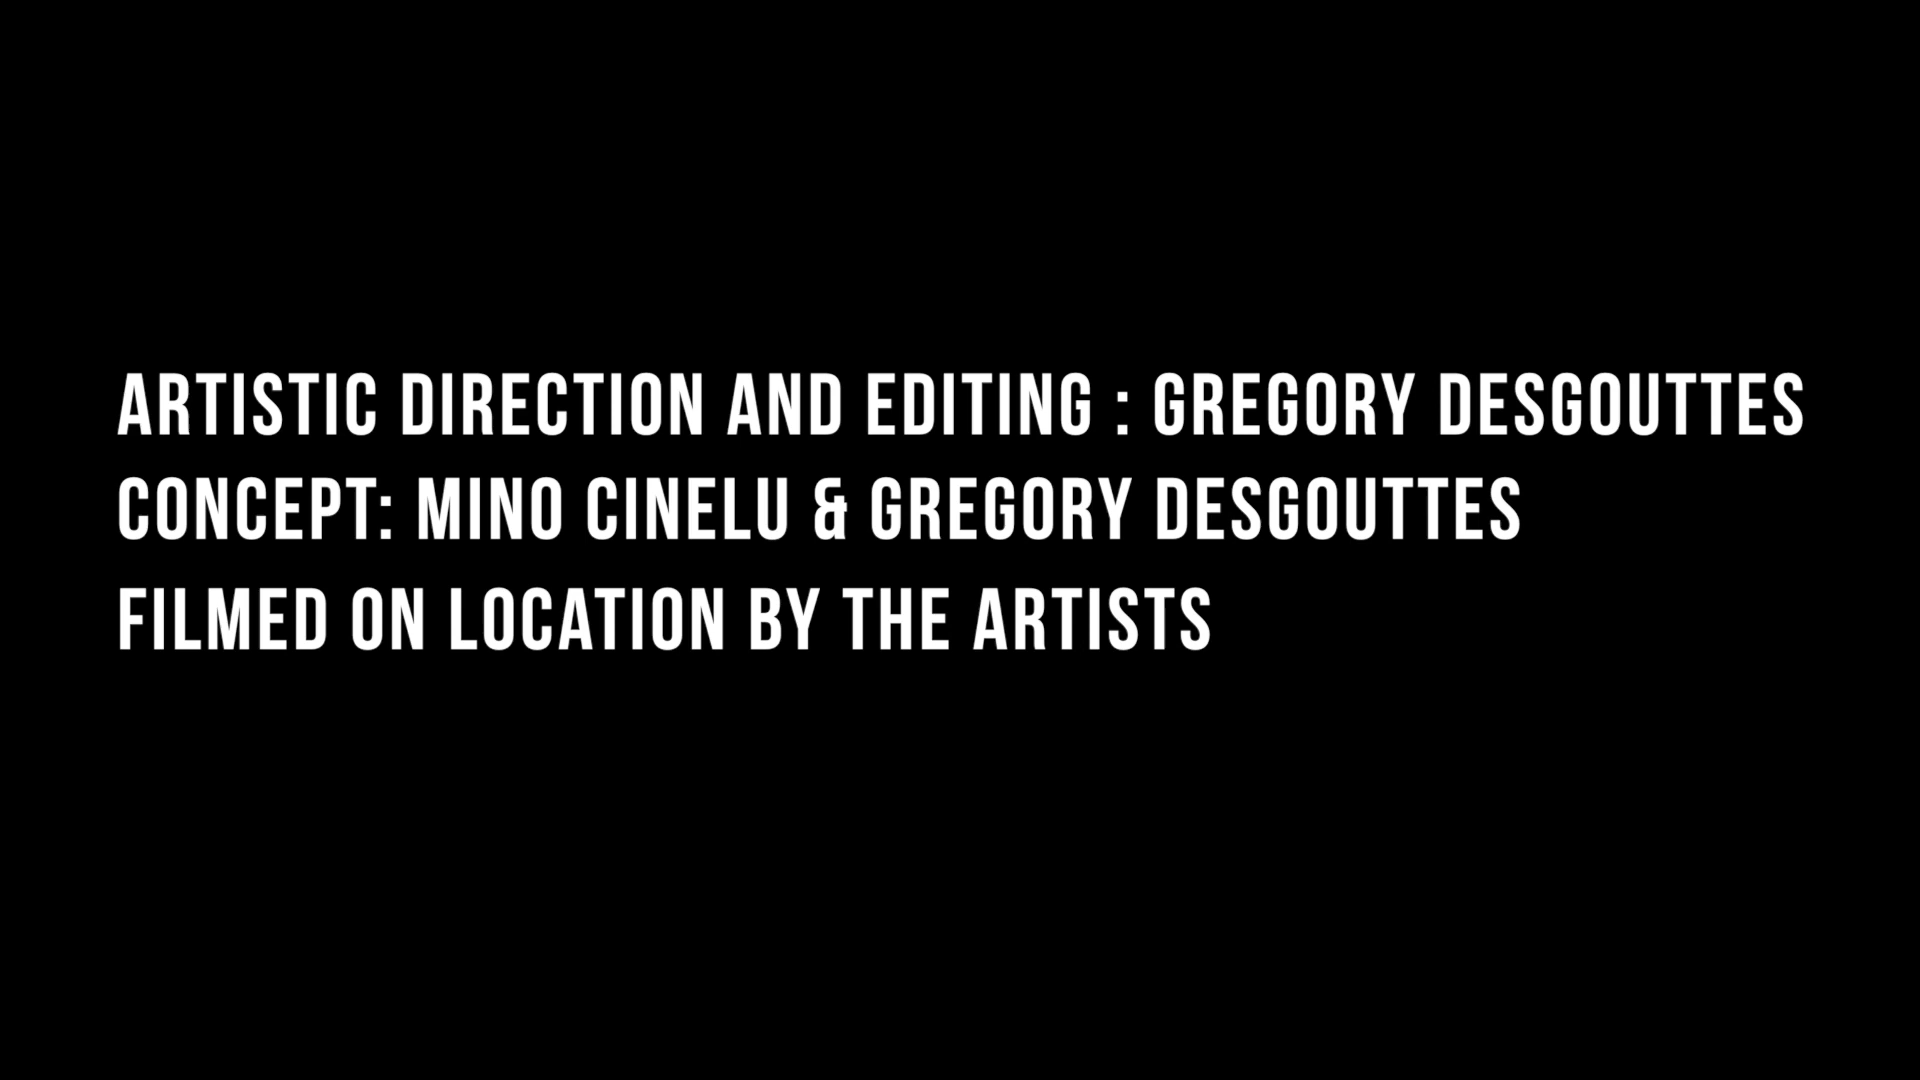 ARTISTIC DIRECTION AND EDITING : GREGORY DESGOUTTES
CONCEPT: MINO CINELU & GREGORY DESGOUTTES
FILMED ON LOCATION BY THE ARTISTS